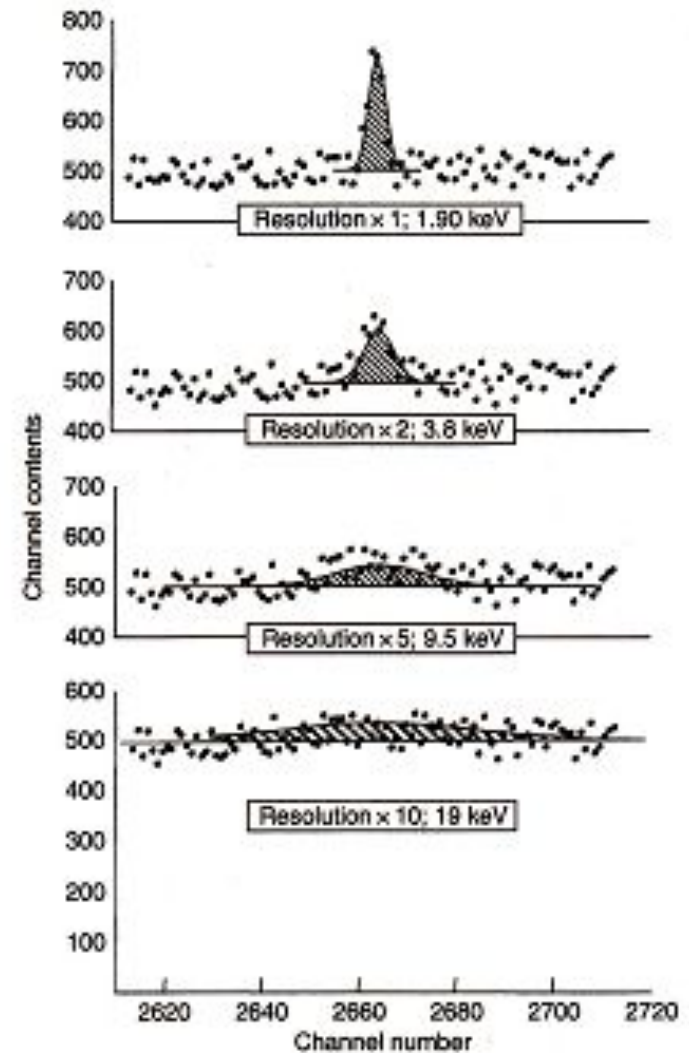 800
700
600
500
400
Resolution × 1; 1.90 keV
700
600
500
400
Resolution × 2; 3.8 keV
700
600
500
400
Resolution × 5; 9.5 keV
Channel contents
600
500
400
300
200
100
Resolution × 10; 19 keV
2620 2640 2660 2680 2700 2720
Channel number